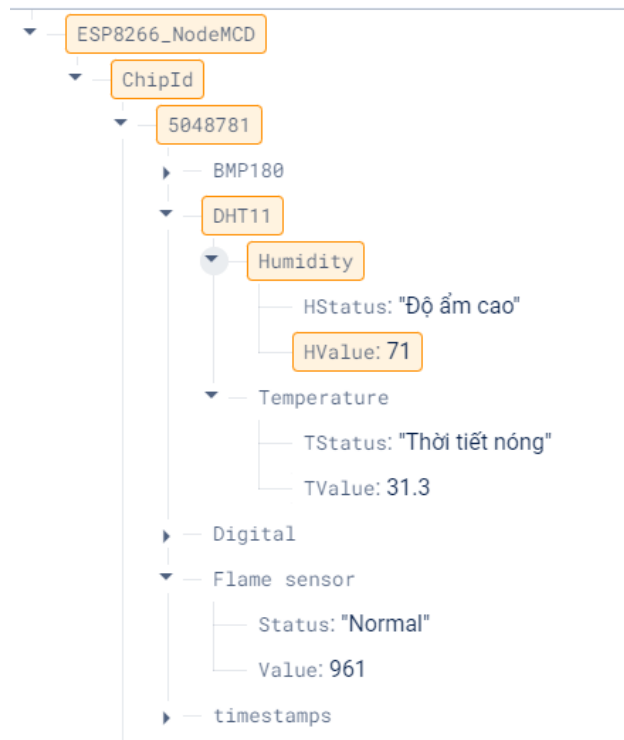 ESP8266_NodeMCD
ChipId
5048781
BMP180
DHT11
Humidity
HStatus: "Độ ẩm cao"
HValue: 71
Temperature
TStatus: "Thời tiết nóng"
TValue: 31.3
Digital
Flame sensor
Status: "Normal"
Value: 961
timestamps